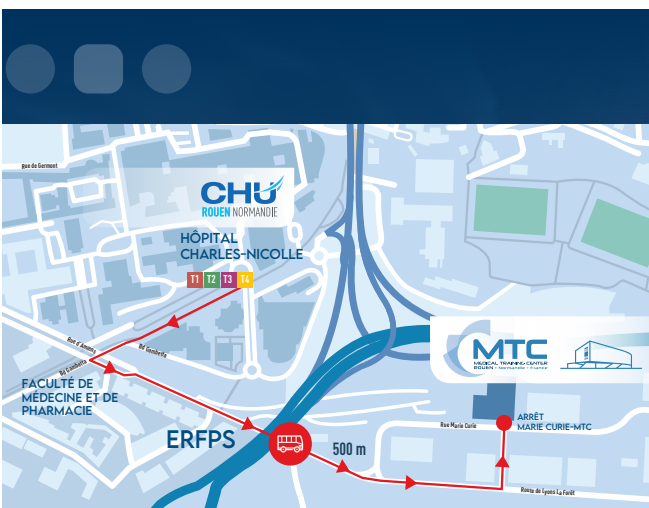 Rue de Germont
CHU
ROUEN NORMANDIE
HÔPITAL
CHARLES-NICOLLE
T1 T2 T3 T4
Rue d'Amiens
Bd Gambetta
Bd Gambetta
FACULTÉ DE
MÉDECINE ET DE
PHARMACIE
MTC
MEDICAL TRAINING CENTER
ROUEN - Normandie - France
ARRÊT
MARIE CURIE-MTC
Rue Marie Curie
ERFPS
500 m
Route de Lyons La Forêt